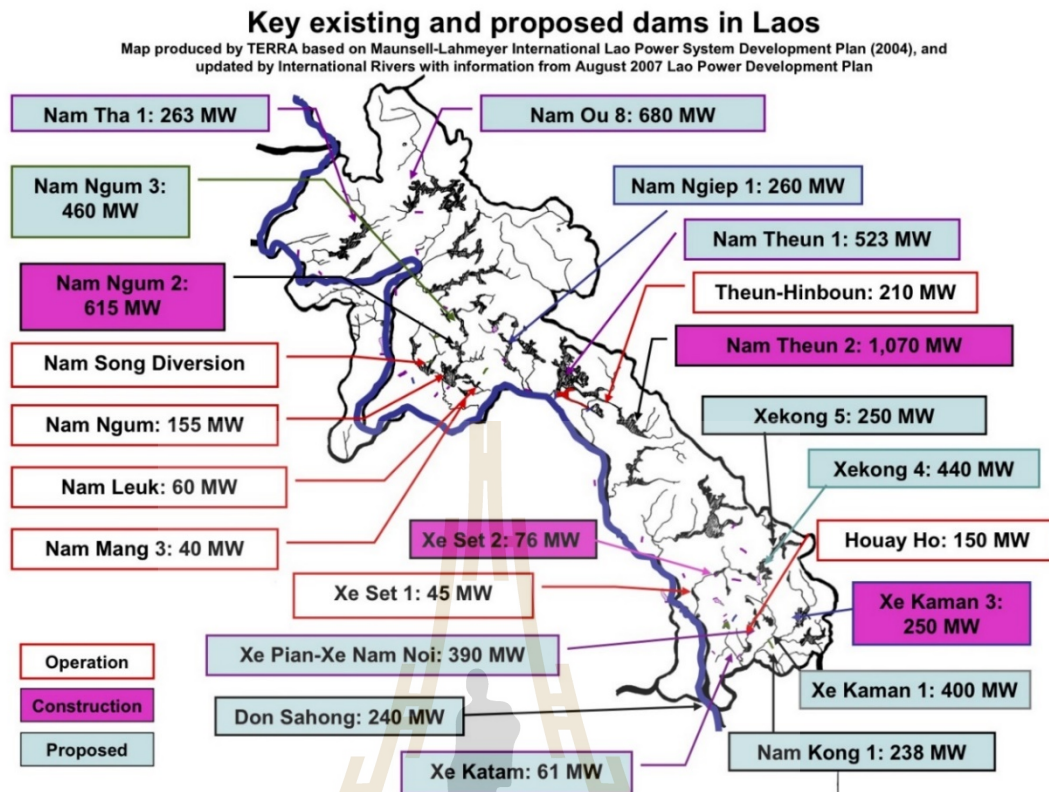 Key existing and proposed dams in Laos
Map produced by TERRA based on Maunsell-Lahmeyer International Lao Power System Development Plan (2004), and
updated by International Rivers with information from August 2007 Lao Power Development Plan
Nam Tha 1: 263 MW
Nam Ou 8: 680 MW
Nam Ngum 3:
460 MW
Nam Ngiep 1: 260 MW
Nam Theun 1: 523 MW
Nam Ngum 2:
615 MW
Theun-Hinboun: 210 MW
Nam Theun 2: 1,070 MW
Nam Song Diversion
Nam Ngum: 155 MW
Xekong 5: 250 MW
Xekong 4: 440 MW
Nam Leuk: 60 MW
Nam Mang 3: 40 MW
Xe Set 2: 76 MW
Houay Ho: 150 MW
Xe Set 1: 45 MW
Xe Kaman 3:
250 MW
Xe Pian-Xe Nam Noi: 390 MW
Xe Kaman 1: 400 MW
Don Sahong: 240 MW
Nam Kong 1: 238 MW
Xe Katam: 61 MW
Operation
Construction
Proposed